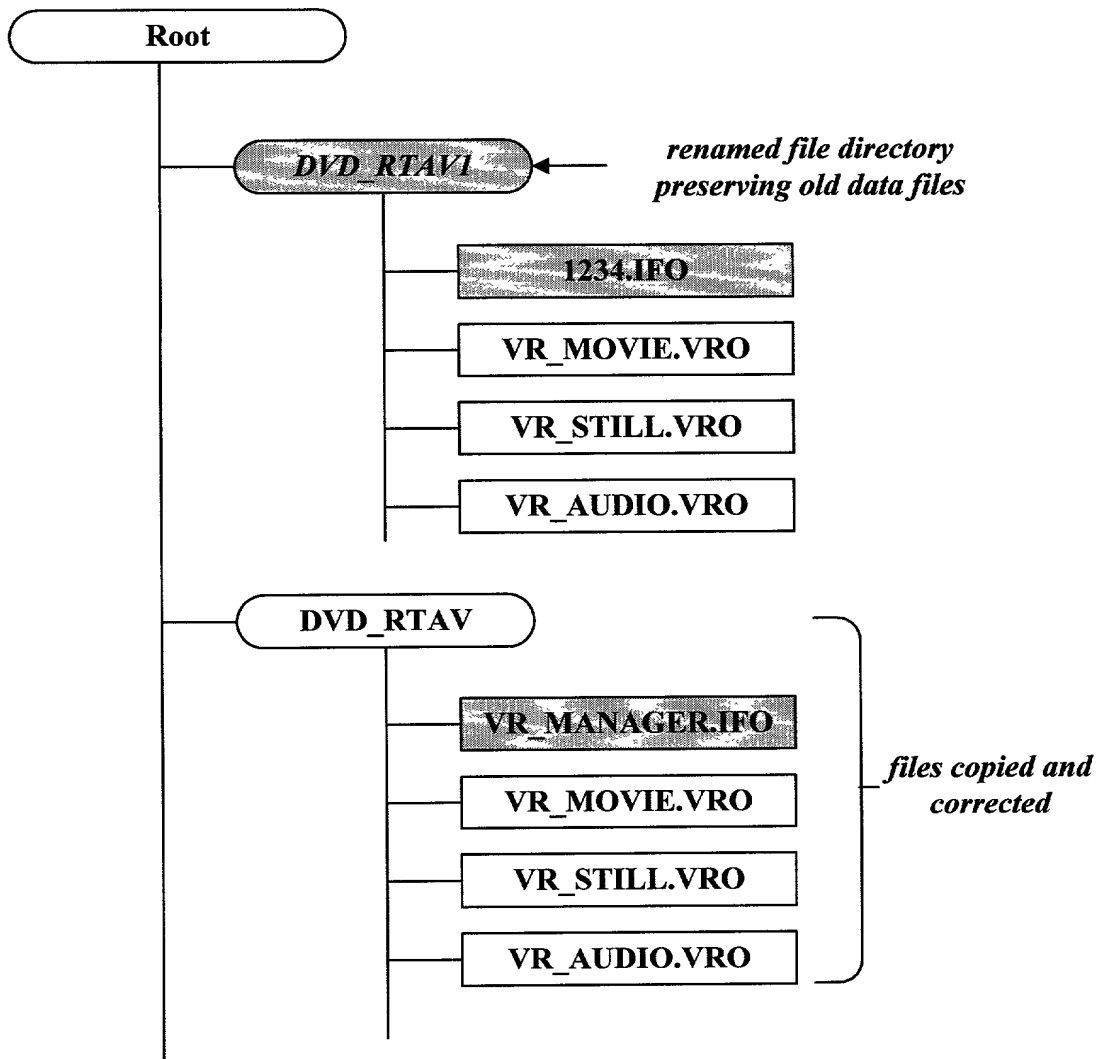 Root
DVD_RTAV1
renamed file directory
preserving old data files
1234.IFO
VR_MOVIE.VRO
VR_STILL.VRO
VR_AUDIO.VRO
DVD_RTAV
VR_MANAGER.IFO
VR_MOVIE.VRO
files copied and
corrected
VR_STILL.VRO
VR_AUDIO.VRO